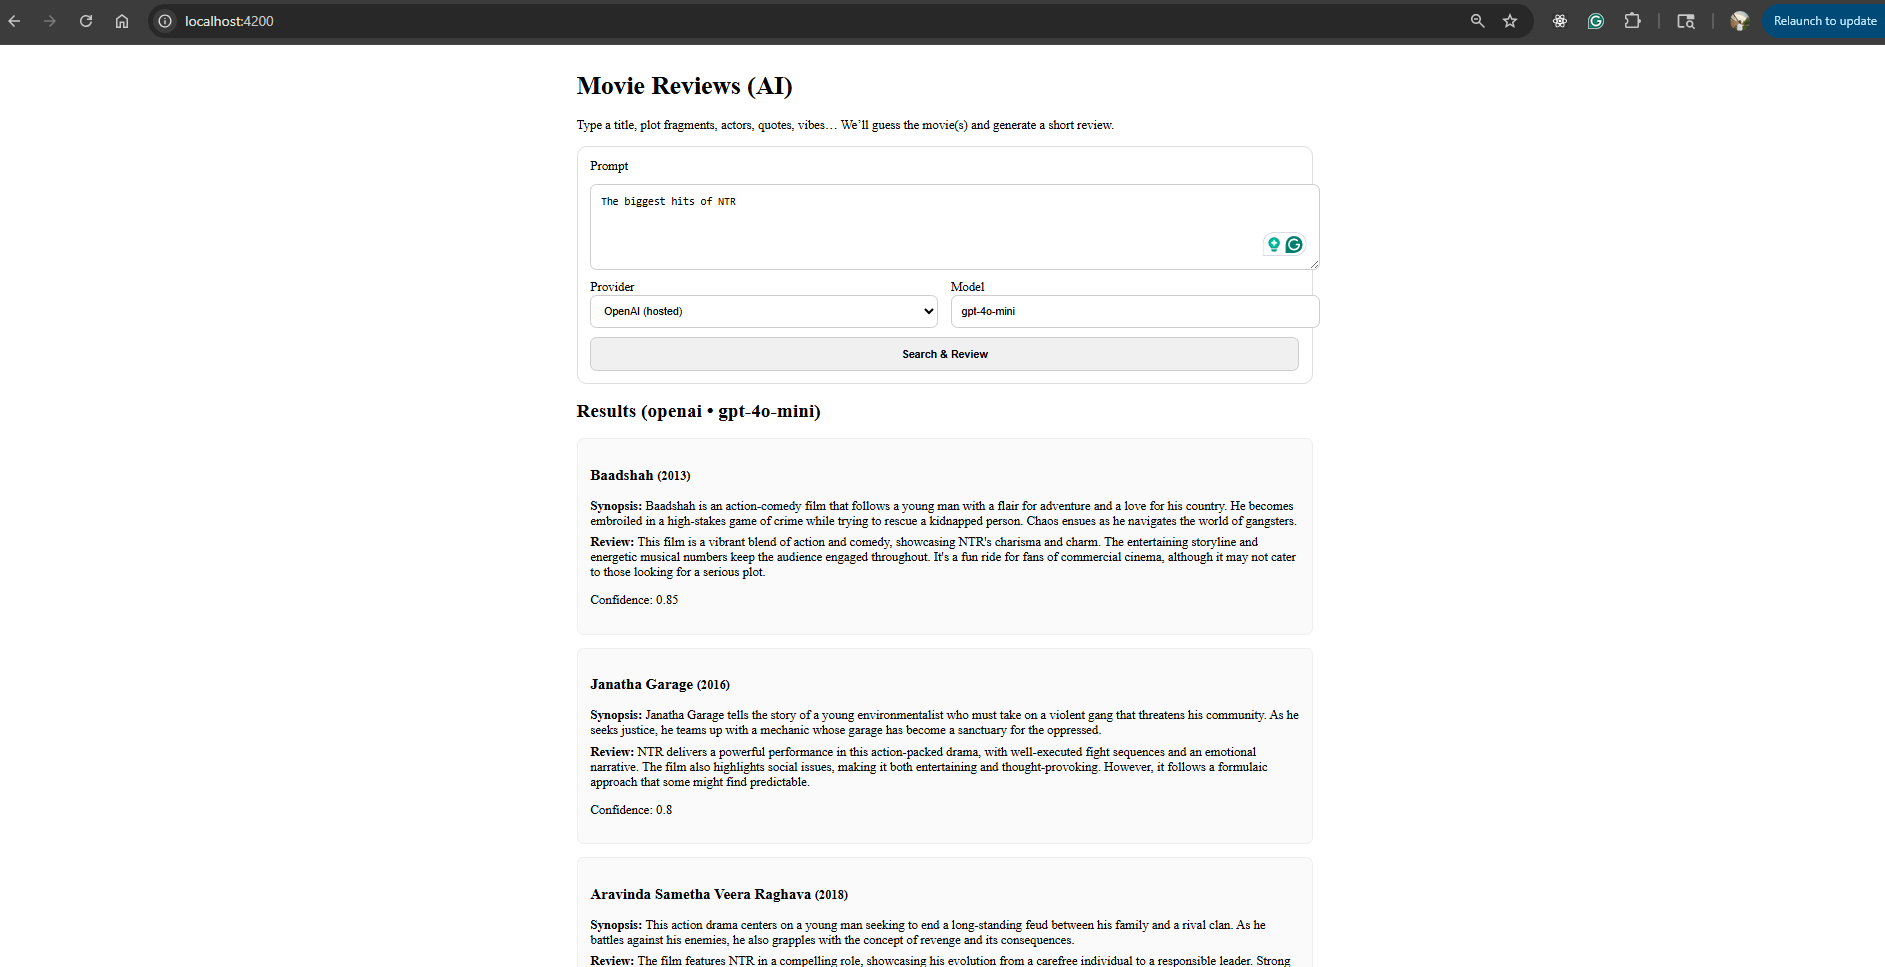 localhost:4200
Relaunch to update
Movie Reviews (AI)
Type a title, plot fragments, actors, quotes, vibes… We’ll guess the movie(s) and generate a short review.
Prompt
The biggest hits of NTR
Provider
Model
OpenAI (hosted)
gpt-4o-mini
Search & Review
Results (openai • gpt-4o-mini)
Baadshah (2013)
Synopsis: Baadshah is an action-comedy film that follows a young man with a flair for adventure and a love for his country. He becomes
embroiled in a high-stakes game of crime while trying to rescue a kidnapped person. Chaos ensues as he navigates the world of gangsters.
Review: This film is a vibrant blend of action and comedy, showcasing NTR's charisma and charm. The entertaining storyline and
energetic musical numbers keep the audience engaged throughout. It's a fun ride for fans of commercial cinema, although it may not cater
to those looking for a serious plot.
Confidence: 0.85
Janatha Garage (2016)
Synopsis: Janatha Garage tells the story of a young environmentalist who must take on a violent gang that threatens his community. As he
seeks justice, he teams up with a mechanic whose garage has become a sanctuary for the oppressed.
Review: NTR delivers a powerful performance in this action-packed drama, with well-executed fight sequences and an emotional
narrative. The film also highlights social issues, making it both entertaining and thought-provoking. However, it follows a formulaic
approach that some might find predictable.
Confidence: 0.8
Aravinda Sametha Veera Raghava (2018)
Synopsis: This action drama centers on a young man seeking to end a long-standing feud between his family and a rival clan. As he
battles against his enemies, he also grapples with the concept of revenge and its consequences.
Review: The film features NTR in a compelling role, showcasing his evolution from a carefree individual to a responsible leader. Strong